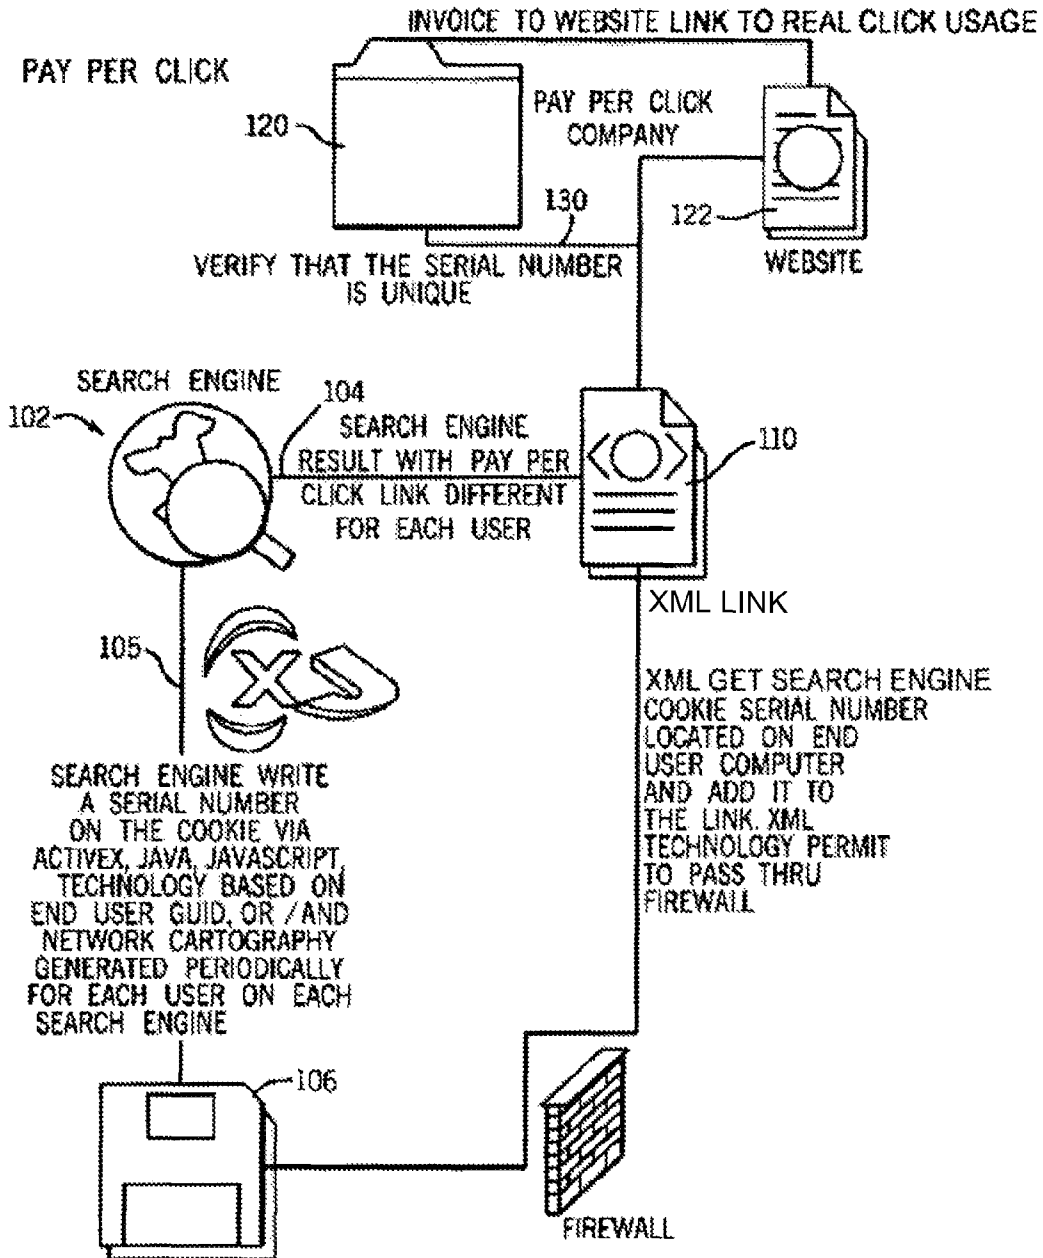 INVOICE TO WEBSITE LINK TO REAL CLICK USAGE
PAY PER CLICK
120
PAY PER CLICK
COMPANY
130
122
WEBSITE
VERIFY THAT THE SERIAL NUMBER
IS UNIQUE
SEARCH ENGINE
102
104
SEARCH ENGINE
RESULT WITH PAY PER
CLICK LINK DIFFERENT
FOR EACH USER
110
XML LINK
105
X
XML GET SEARCH ENGINE
COOKIE SERIAL NUMBER
LOCATED ON END
USER COMPUTER
AND ADD IT TO
THE LINK. XML
TECHNOLOGY PERMIT
TO PASS THRU
FIREWALL
SEARCH ENGINE WRITE
A SERIAL NUMBER
ON THE COOKIE VIA
ACTIVEX, JAVA, JAVASCRIPT,
TECHNOLOGY BASED ON
END USER GUID, OR /AND
NETWORK CARTOGRAPHY
GENERATED PERIODICALLY
FOR EACH USER ON EACH
SEARCH ENGINE
106
FIREWALL